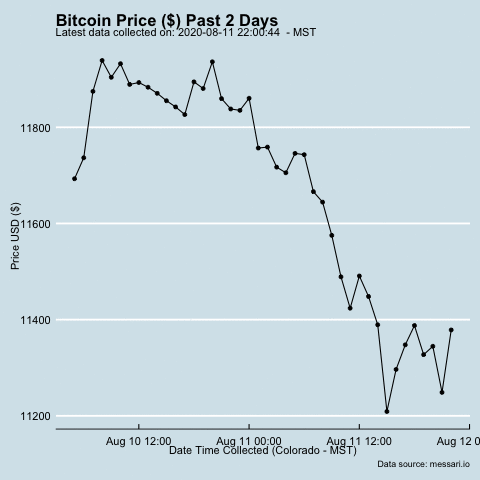 Bitcoin Price ($) Past 2 Days
Latest data collected on: 2020-08-11 22:00:44  - MST
Price USD ($)
11800
11600
11400
11200
Aug 10 12:00 Aug 11 00:00 Aug 11 12:00 Aug 12 0
Date Time Collected (Colorado - MST)
Data source: messari.io